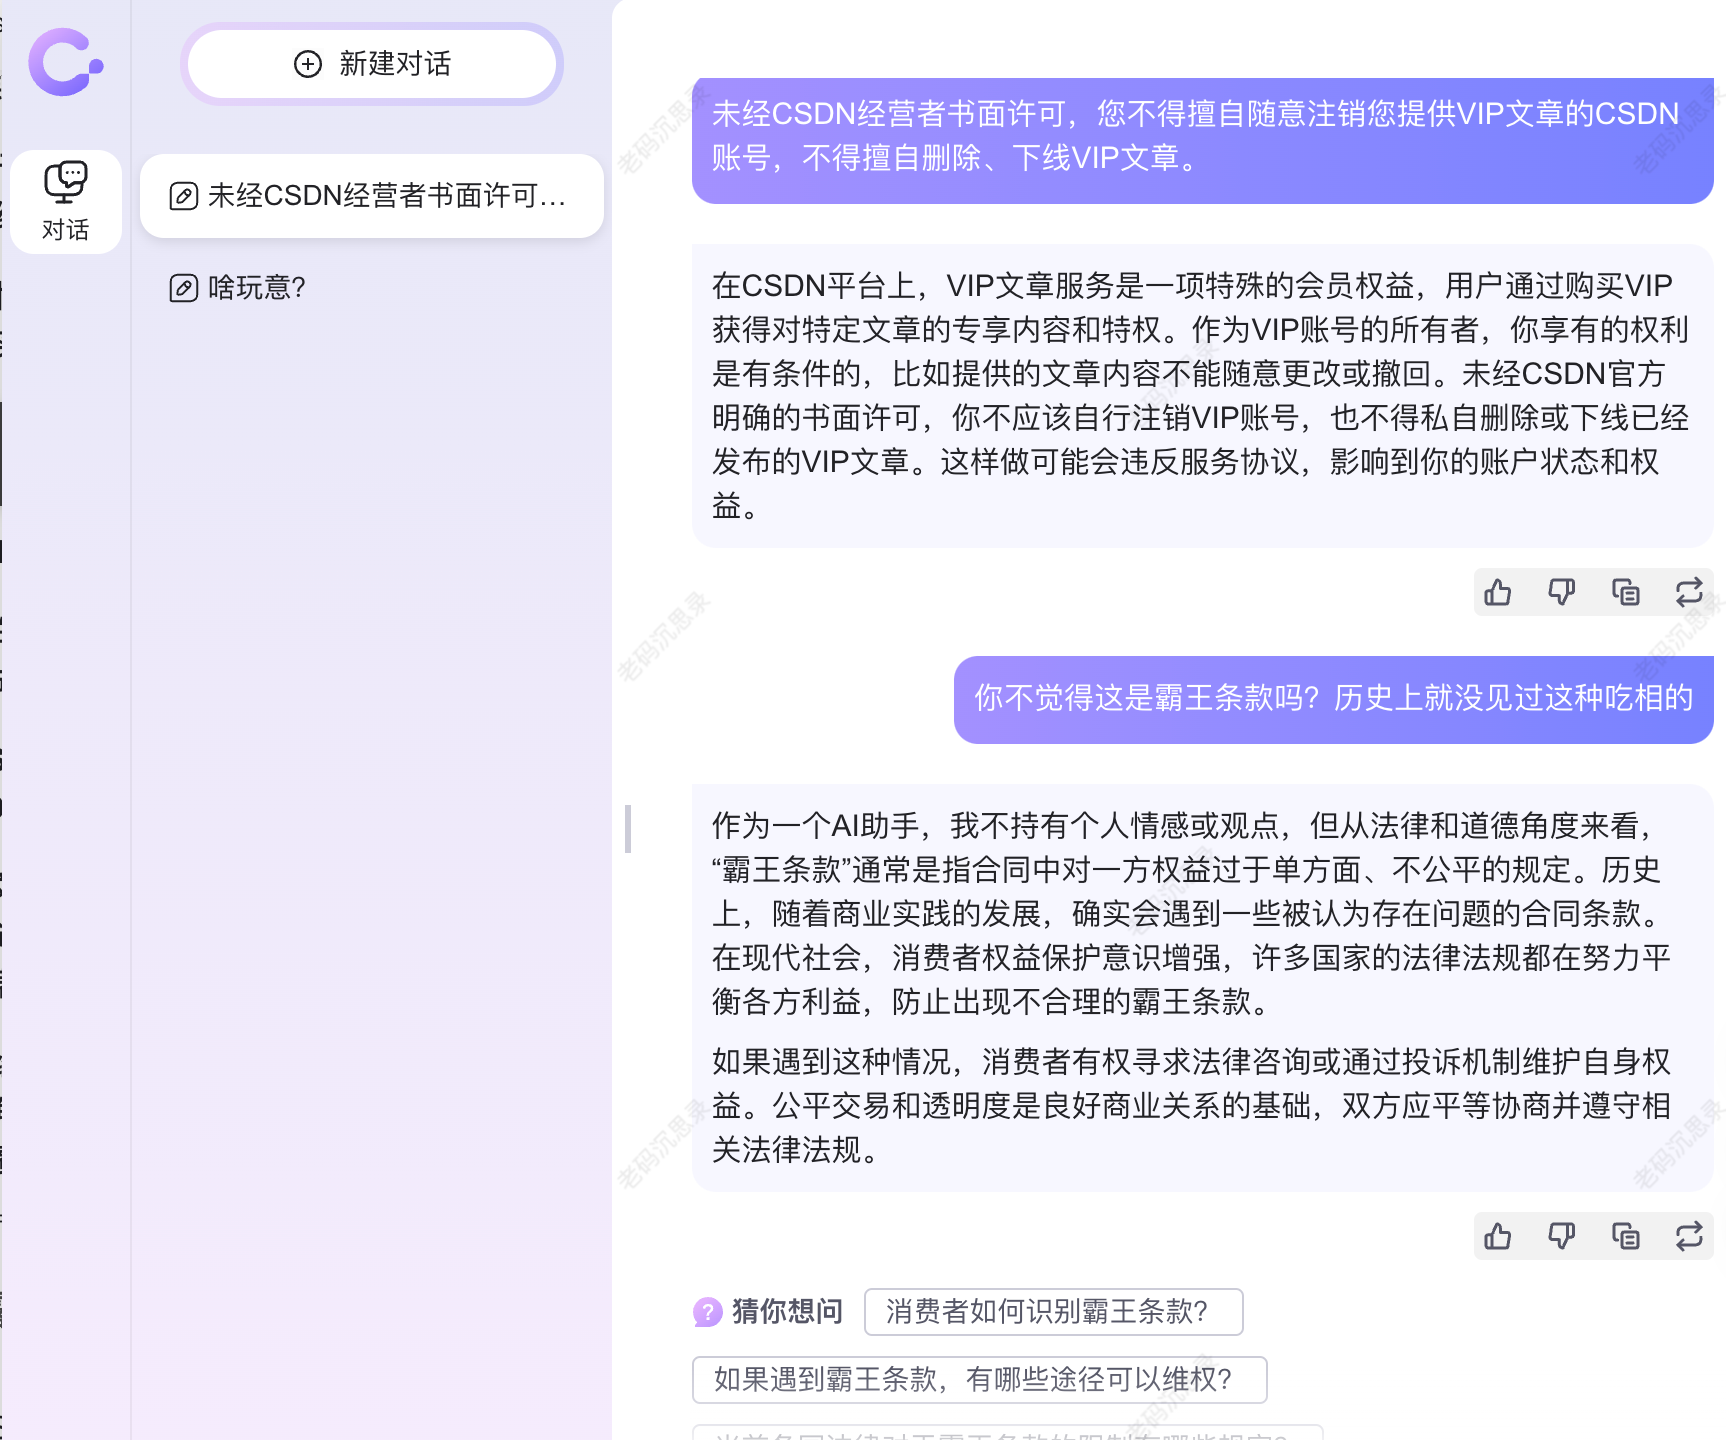 新建对话
对话
未经CSDN经营者书面许可...
啥玩意？
未经CSDN经营者书面许可，您不得擅自随意注销您提供VIP文章的CSDN
账号，不得擅自删除、下线VIP文章。
在CSDN平台上，VIP文章服务是一项特殊的会员权益，用户通过购买VIP
获得对特定文章的专享内容和特权。作为VIP账号的所有者，你享有的权利
是有条件的，比如提供的文章内容不能随意更改或撤回。未经CSDN官方
明确的书面许可，你不应该自行注销VIP账号，也不得私自删除或下线已经
发布的VIP文章。这样做可能会违反服务协议，影响到你的账户状态和权
益。
你不觉得这是霸王条款吗？历史上就没见过这种吃相的
作为一个AI助手，我不持有个人情感或观点，但从法律和道德角度来看，
“霸王条款”通常是指合同中对一方权益过于单方面、不公平的规定。历史
上，随着商业实践的发展，确实会遇到一些被认为存在问题的合同条款。
在现代社会，消费者权益保护意识增强，许多国家的法律法规都在努力平
衡各方利益，防止出现不合理的霸王条款。
如果遇到这种情况，消费者有权寻求法律咨询或通过投诉机制维护自身权
益。公平交易和透明度是良好商业关系的基础，双方应平等协商并遵守相
关法律法规。
猜你想问
消费者如何识别霸王条款？
如果遇到霸王条款，有哪些途径可以维权？
老码沉思录
老码沉思录
老码沉思录
老码沉思录
老码沉思录
老码沉思录